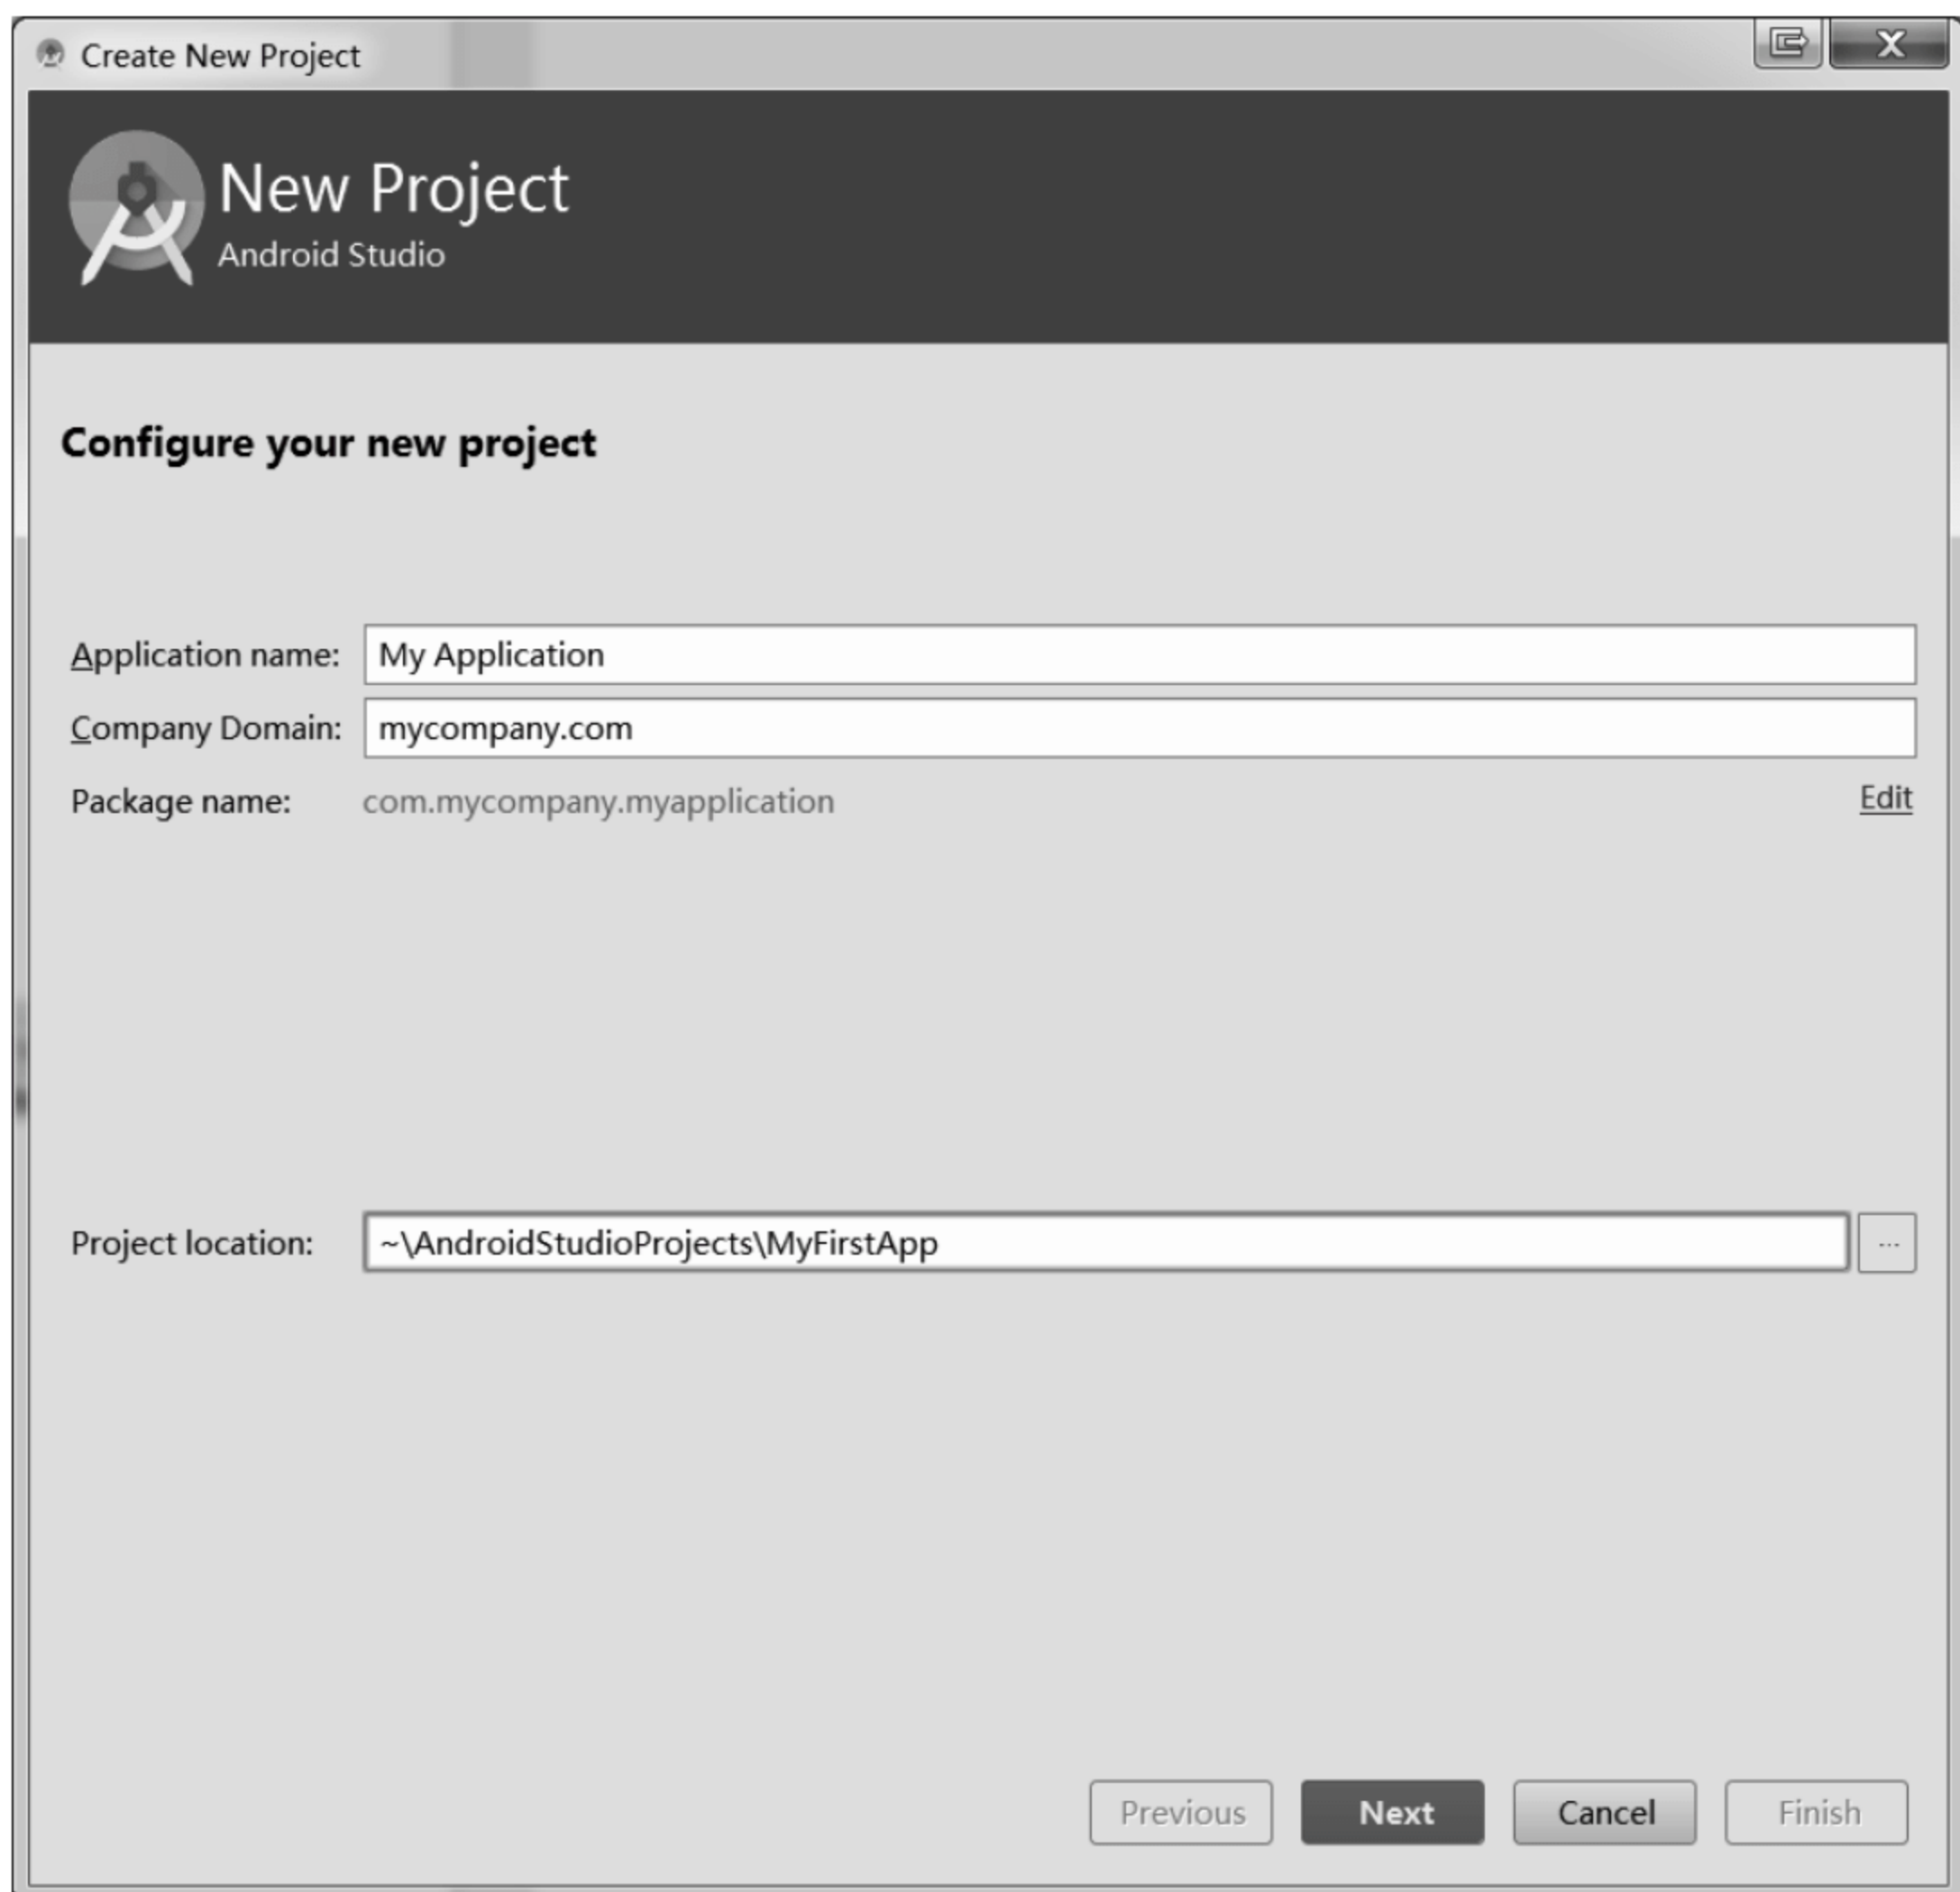 Create New Project
New Project
Android Studio
Configure your new project
Application name: My Application
Company Domain: mycompany.com
Package name: com.mycompany.myapplication Edit
Project location: ~\AndroidStudioProjects\MyFirstApp ...
Previous Next Cancel Finish